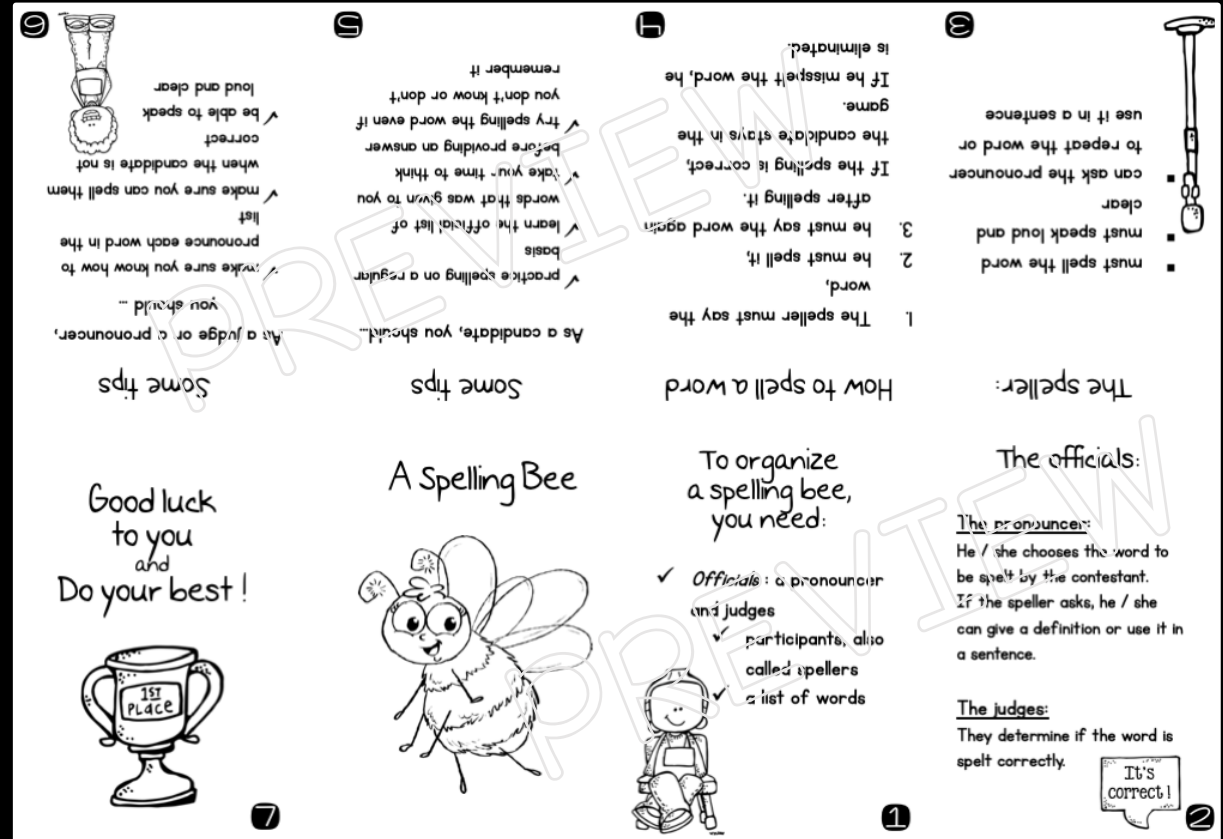 A Spelling Bee
To organize
a spelling bee,
you need:
✓ Officials : a pronouncer
and judges
✓ participants, also
called spellers
✓ a list of words
1
The officials:
The pronouncer:
He / she chooses the word to
be spelt by the contestant.
If the speller asks, he / she
can give a definition or use it in
a sentence.
The judges:
They determine if the word is
spelt correctly.
It's
correct !
2
The speller:
▪ must spell the word
▪ must speak loud and
clear
▪ can ask the pronouncer
to repeat the word or
use it in a sentence
3
How to spell a word
1. The speller must say the
word,
2. he must spell it,
3. he must say the word again
after spelling it.
If the spelling is correct,
the candidate stays in the
game.
If he misspelt the word, he
is eliminated.
4
Some tips
As a candidate, you should...
✓ practice spelling on a regular
basis
✓ learn the official list of
words that was given to you
✓ take your time to think
before providing an answer
✓ try spelling the word even if
you don't know or don't
remember it
5
Some tips
As a judge or a pronouncer,
you should ...
✓ make sure you know how to
pronounce each word in the
list
✓ make sure you can spell them
when the candidate is not
correct
✓ be able to speak
loud and clear
6
Good luck
to you
and
Do your best !
1ST
PLACE
7
PREVIEW
PREVIEW